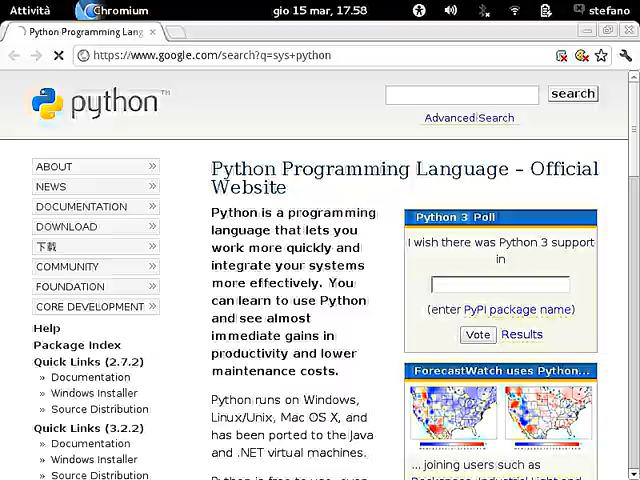 Attività
Chromium
gio 15 mar, 17.58
stefano
Python Programming Lang
https://www.google.com/search?q=sys+python
python™
search
Advanced Search
ABOUT
NEWS
DOCUMENTATION
DOWNLOAD
下载
COMMUNITY
FOUNDATION
CORE DEVELOPMENT
Help
Package Index
Quick Links (2.7.2)
» Documentation
» Windows Installer
» Source Distribution
Quick Links (3.2.2)
» Documentation
» Windows Installer
» Source Distribution
Python Programming Language – Official
Website
Python is a programming
language that lets you
work more quickly and
integrate your systems
more effectively. You
can learn to use Python
and see almost
immediate gains in
productivity and lower
maintenance costs.
Python runs on Windows,
Linux/Unix, Mac OS X, and
has been ported to the Java
and .NET virtual machines.
Python 3 Poll
I wish there was Python 3 support
in
(enter PyPI package name)
Vote Results
ForecastWatch uses Python...
... joining users such as